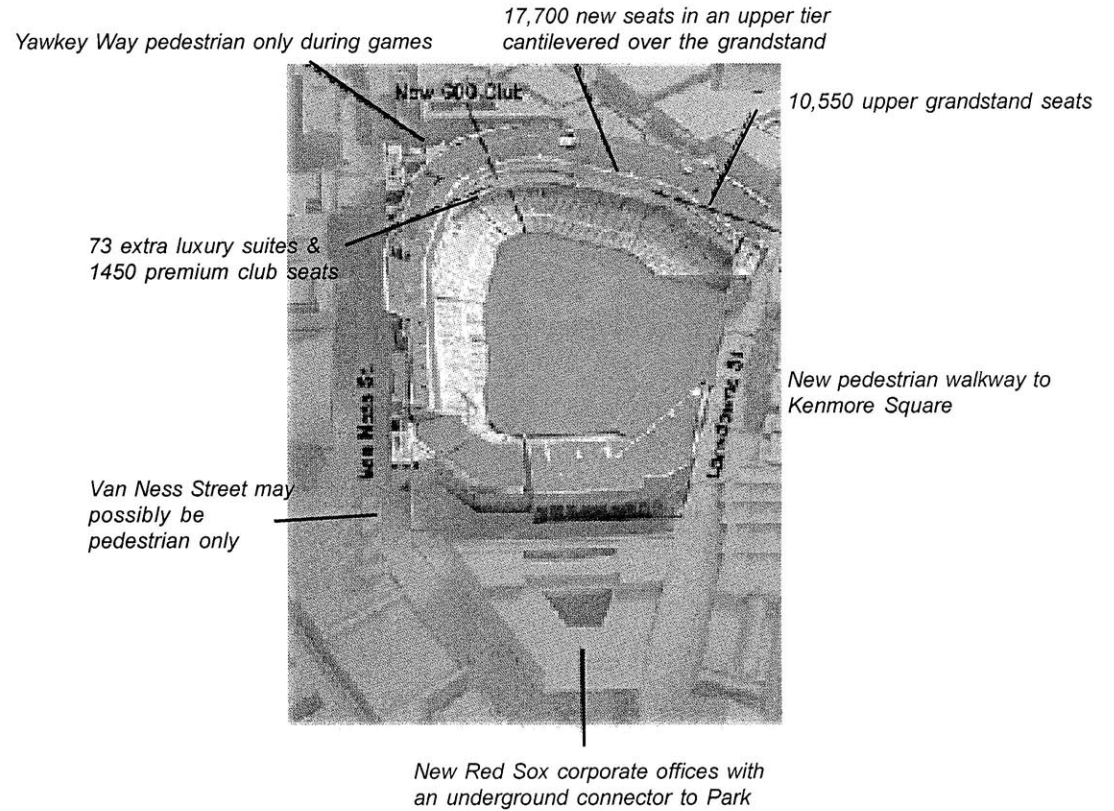 17,700 new seats in an upper tier
cantilevered over the grandstand
Yawkey Way pedestrian only during games
New 600 Club
10,550 upper grandstand seats
73 extra luxury suites &
1450 premium club seats
Van Ness St.
Lansdowne St
New pedestrian walkway to
Kenmore Square
Van Ness Street may
possibly be
pedestrian only
New Red Sox corporate offices with
an underground connector to Park